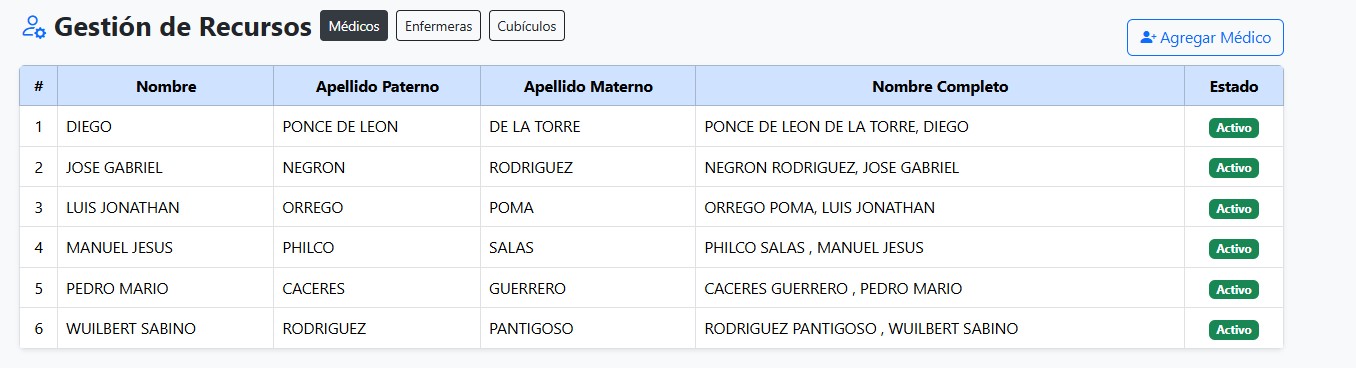 Gestión de Recursos Médicos Enfermeras Cubículos
Agregar Médico
# Nombre Apellido Paterno Apellido Materno Nombre Completo Estado
1 DIEGO PONCE DE LEON DE LA TORRE PONCE DE LEON DE LA TORRE, DIEGO Activo
2 JOSE GABRIEL NEGRON RODRIGUEZ NEGRON RODRIGUEZ, JOSE GABRIEL Activo
3 LUIS JONATHAN ORREGO POMA ORREGO POMA, LUIS JONATHAN Activo
4 MANUEL JESUS PHILCO SALAS PHILCO SALAS , MANUEL JESUS Activo
5 PEDRO MARIO CACERES GUERRERO CACERES GUERRERO , PEDRO MARIO Activo
6 WUILBERT SABINO RODRIGUEZ PANTIGOSO RODRIGUEZ PANTIGOSO , WUILBERT SABINO Activo